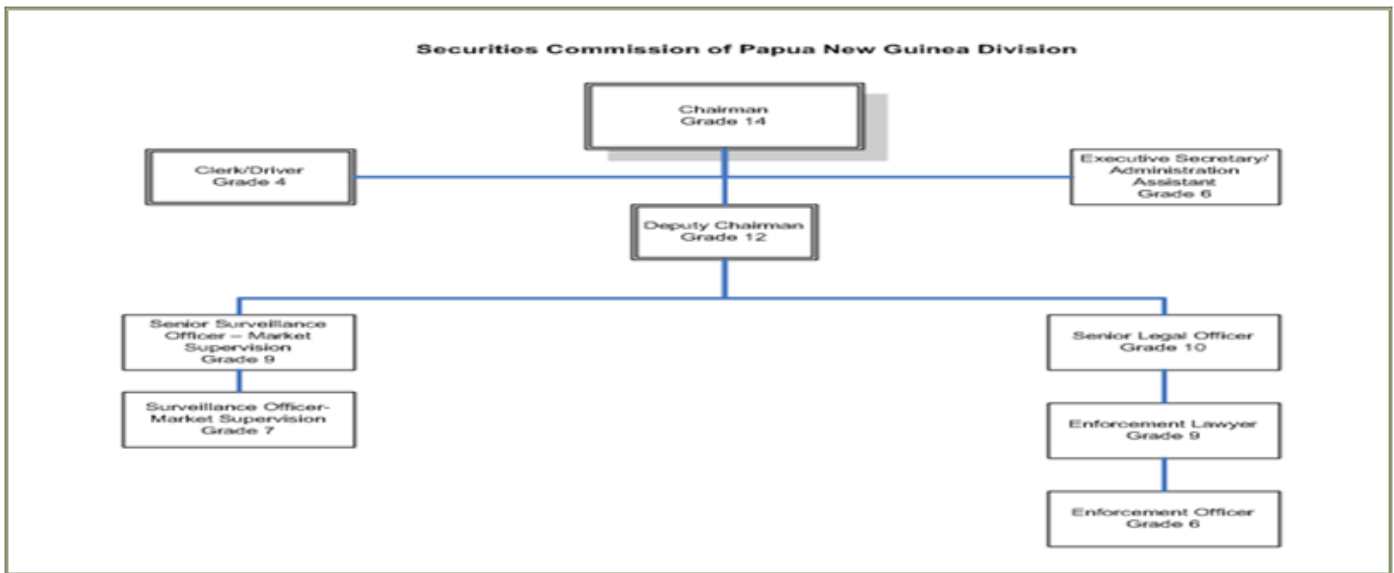 Securities Commission of Papua New Guinea Division
Chairman
Grade 14
Clerk/Driver
Grade 4
Executive Secretary/
Administration
Assistant
Grade 6
Deputy Chairman
Grade 12
Senior Surveillance
Officer – Market
Supervision
Grade 9
Senior Legal Officer
Grade 10
Surveillance Officer-
Market Supervision
Grade 7
Enforcement Lawyer
Grade 9
Enforcement Officer
Grade 6